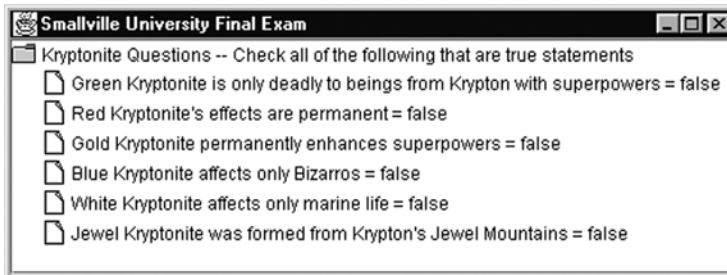 Smallville University Final Exam
Kryptonite Questions -- Check all of the following that are true statements
Green Kryptonite is only deadly to beings from Krypton with superpowers = false
Red Kryptonite's effects are permanent = false
Gold Kryptonite permanently enhances superpowers = false
Blue Kryptonite affects only Bizarros = false
White Kryptonite affects only marine life = false
Jewel Kryptonite was formed from Krypton's Jewel Mountains = false